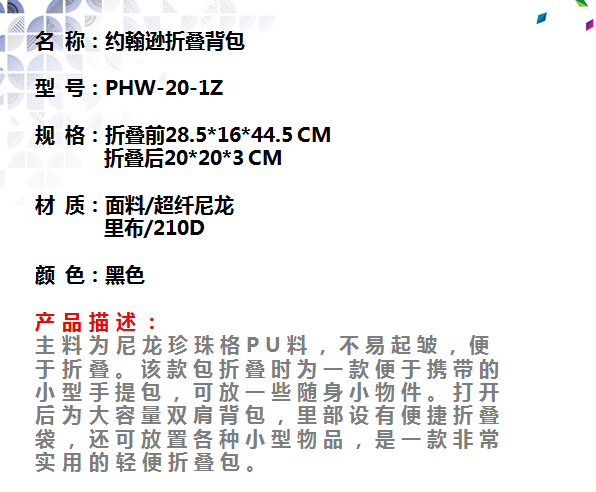 名 称：约翰逊折叠背包
型 号：PHW-20-1Z
规 格：折叠前28.5*16*44.5 CM
折叠后20*20*3 CM
材 质：面料/超纤尼龙
里布/210D
颜 色：黑色
产品描述：
主料为尼龙珍珠格PU料，不易起皱，便
于折叠。该款包折叠时为一款便于携带的
小型手提包，可放一些随身小物件。打开
后为大容量双肩背包，里部设有便捷折叠
袋，还可放置各种小型物品，是一款非常
实用的轻便折叠包。